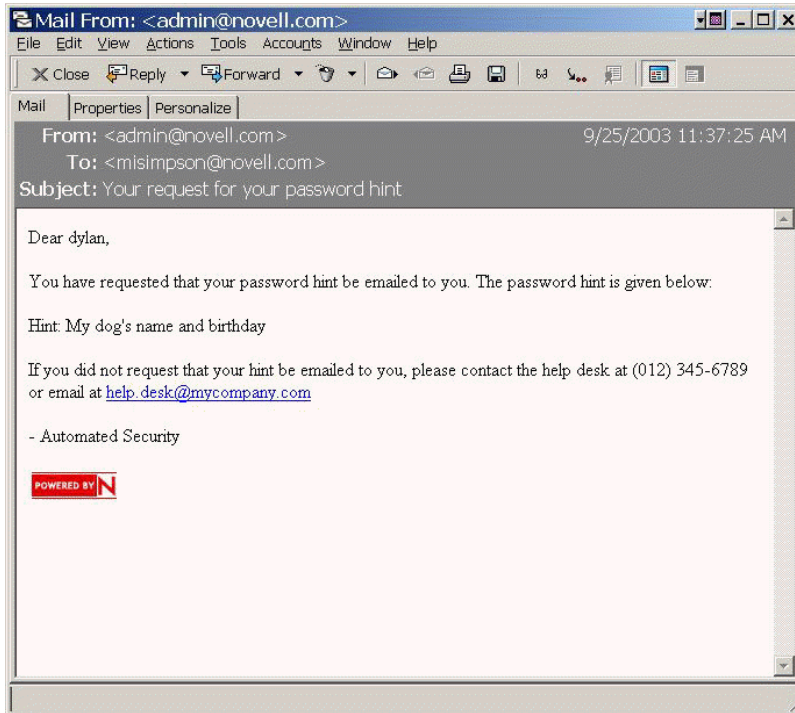 Mail From: <admin@novell.com>
File Edit View Actions Tools Accounts Window Help
Close Reply Forward
Mail Properties Personalize
From: <admin@novell.com> 9/25/2003 11:37:25 AM
To: <misimpson@novell.com>
Subject: Your request for your password hint
Dear dylan,
You have requested that your password hint be emailed to you. The password hint is given below:
Hint: My dog's name and birthday
If you did not request that your hint be emailed to you, please contact the help desk at (012) 345-6789
or email at help.desk@mycompany.com
- Automated Security
POWERED BY N